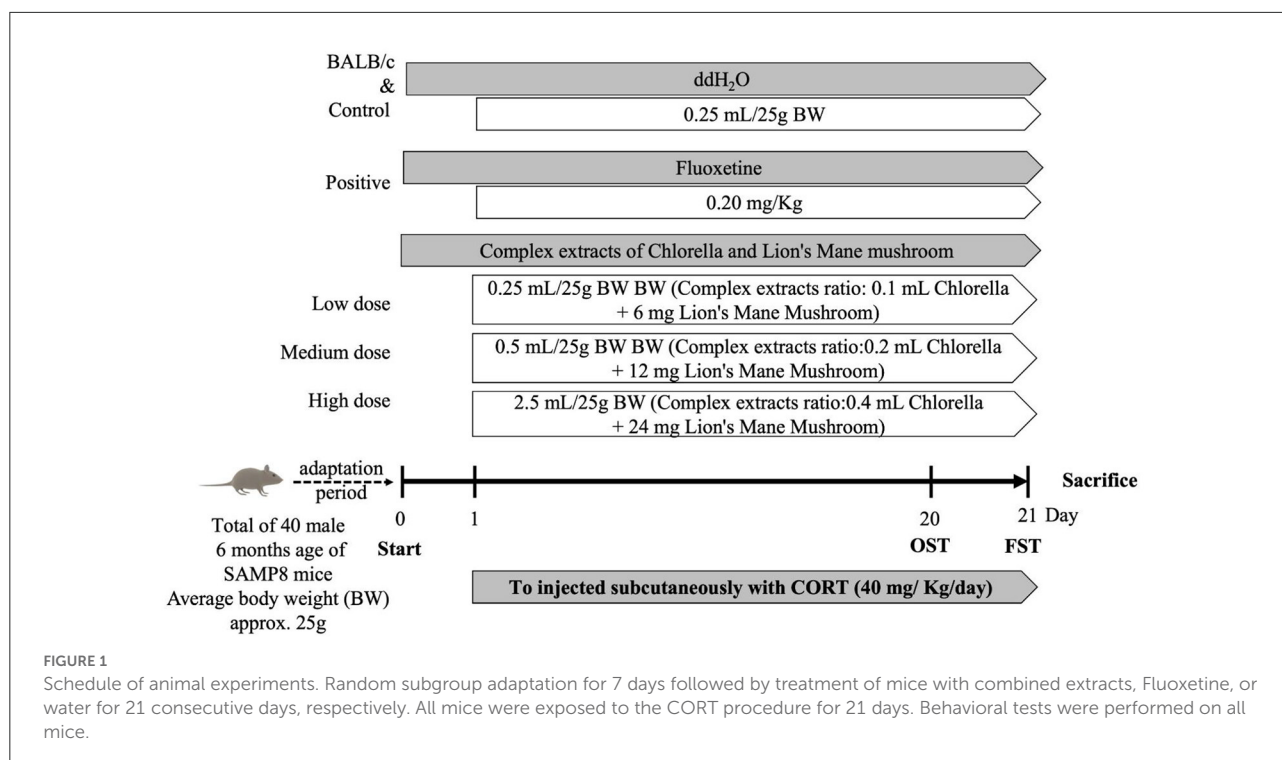 BALB/c
&
Control
ddH₂O
0.25 mL/25g BW
Positive
Fluoxetine
0.20 mg/Kg
Complex extracts of Chlorella and Lion's Mane mushroom
Low dose
0.25 mL/25g BW BW (Complex extracts ratio: 0.1 mL Chlorella
+ 6 mg Lion's Mane Mushroom)
Medium dose
0.5 mL/25g BW BW (Complex extracts ratio:0.2 mL Chlorella
+ 12 mg Lion's Mane Mushroom)
High dose
2.5 mL/25g BW (Complex extracts ratio:0.4 mL Chlorella
+ 24 mg Lion's Mane Mushroom)
adaptation
period
Sacrifice
0
1
20
21 Day
Start
OST
FST
Total of 40 male
6 months age of
SAMP8 mice
Average body weight (BW)
approx. 25g
To injected subcutaneously with CORT (40 mg/ Kg/day)
FIGURE 1
Schedule of animal experiments. Random subgroup adaptation for 7 days followed by treatment of mice with combined extracts, Fluoxetine, or
water for 21 consecutive days, respectively. All mice were exposed to the CORT procedure for 21 days. Behavioral tests were performed on all
mice.